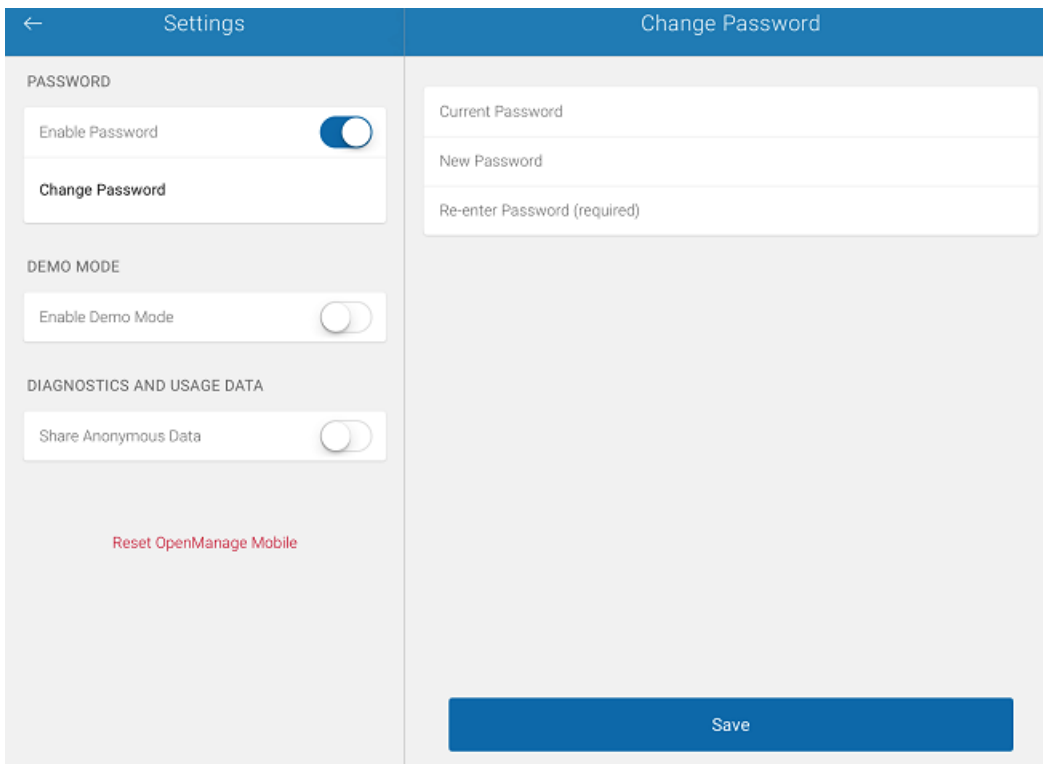 Settings
PASSWORD
Enable Password
Change Password
DEMO MODE
Enable Demo Mode
DIAGNOSTICS AND USAGE DATA
Share Anonymous Data
Reset OpenManage Mobile
Change Password
Current Password
New Password
Re-enter Password (required)
Save